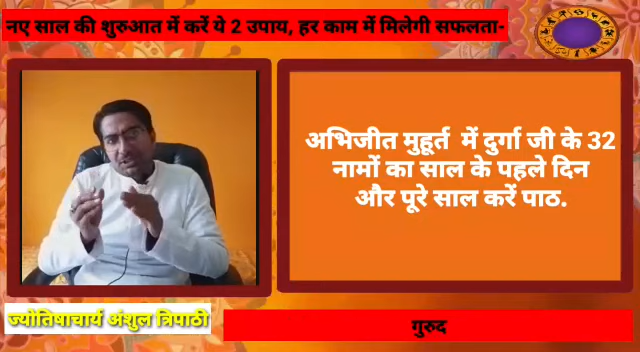 नए साल की शुरुआत में करें ये 2 उपाय, हर काम में मिलेगी सफलता-
अभिजीत मुहूर्त में दुर्गा जी के 32
नामों का साल के पहले दिन
और पूरे साल करें पाठ.
ज्योतिषाचार्य अंशुल त्रिपाठी
गुरुद